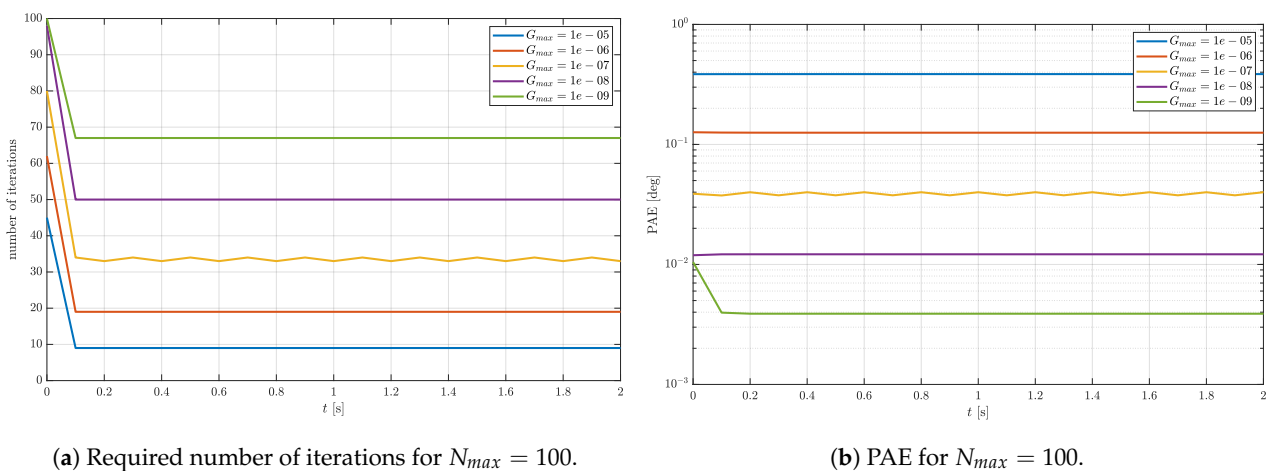 100
90
80
70
60
50
40
30
20
10
0
number of iterations
0
0.2
0.4
0.6
0.8
1
1.2
1.4
1.6
1.8
2
t [s]
G_max = 1e − 05
G_max = 1e − 06
G_max = 1e − 07
G_max = 1e − 08
G_max = 1e − 09
(a) Required number of iterations for N_max = 100.
10^0
10^−1
10^−2
10^−3
PAE [deg]
0
0.2
0.4
0.6
0.8
1
1.2
1.4
1.6
1.8
2
t [s]
G_max = 1e − 05
G_max = 1e − 06
G_max = 1e − 07
G_max = 1e − 08
G_max = 1e − 09
(b) PAE for N_max = 100.